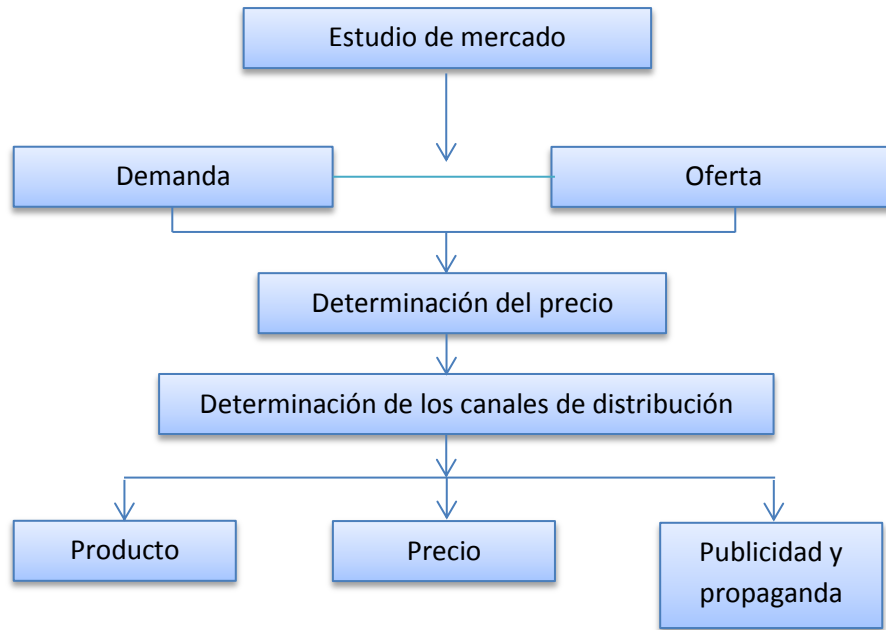 Estudio de mercado
Demanda
Oferta
Determinación del precio
Determinación de los canales de distribución
Producto
Precio
Publicidad y
propaganda